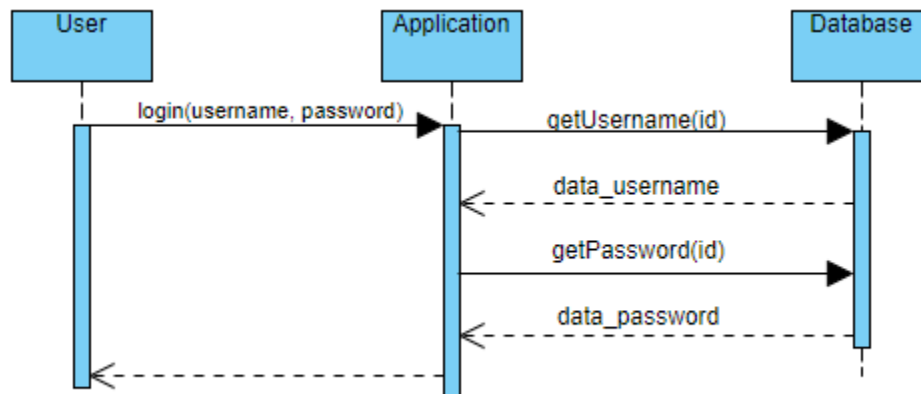 User
Application
Database
login(username, password)
getUsername(id)
data_username
getPassword(id)
data_password